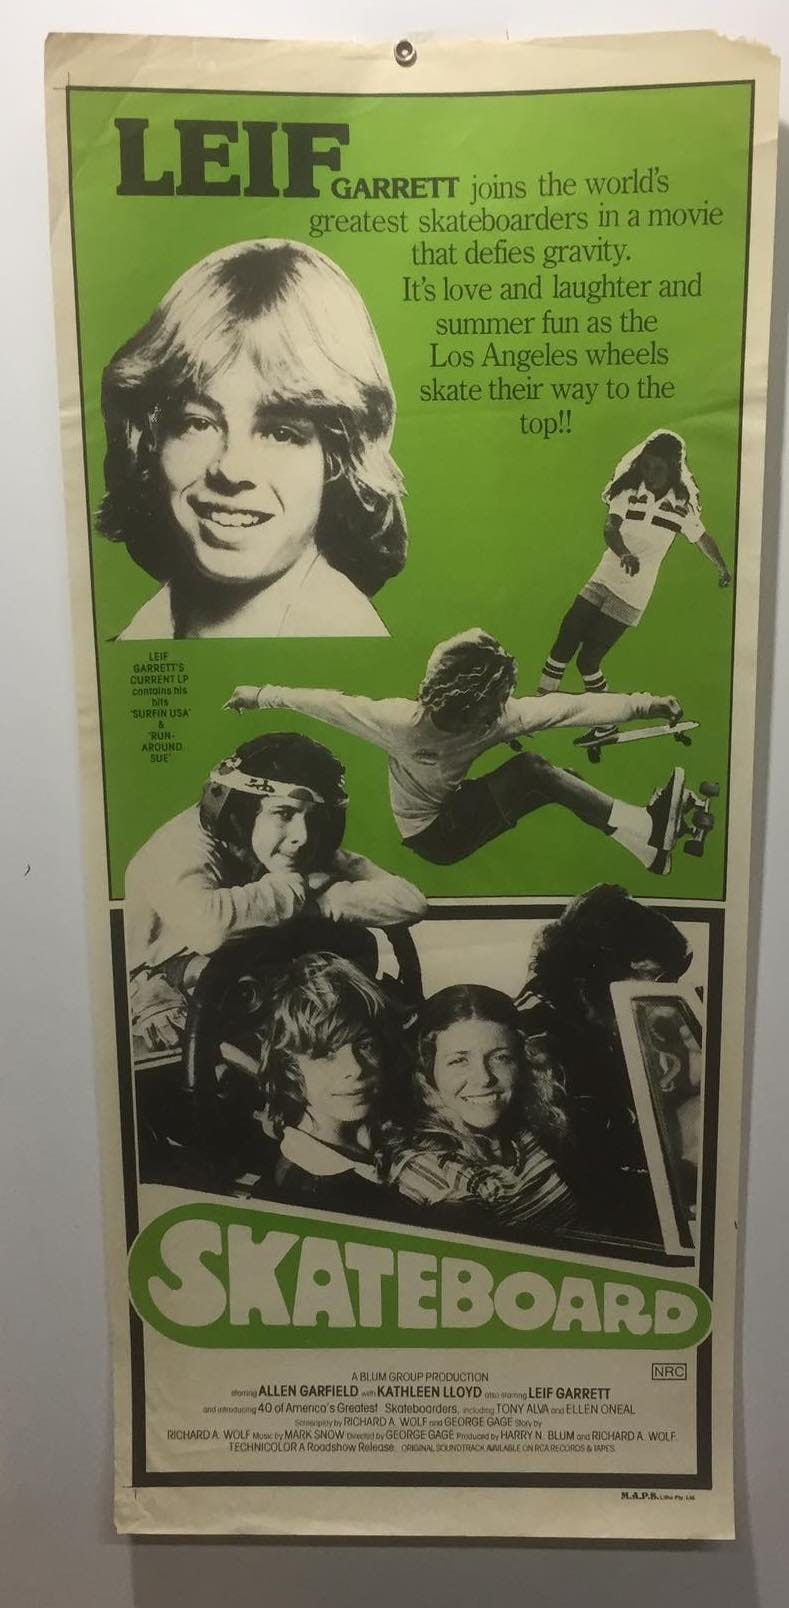 LEIF
GARRETT joins the world's
greatest skateboarders in a movie
that defies gravity.
It's love and laughter and
summer fun as the
Los Angeles wheels
skate their way to the
top!!
LEIF
GARRETT'S
CURRENT LP
contains his
hits
'SURFIN USA'
&
'RUN-
AROUND
SUE'
SKATEBOARD
NRC
A BLUM GROUP PRODUCTION
starring ALLEN GARFIELD with KATHLEEN LLOYD also starring LEIF GARRETT
and introducing 40 of America's Greatest Skateboarders, including TONY ALVA and ELLEN ONEAL
Screenplay by RICHARD A. WOLF and GEORGE GAGE Story by
RICHARD A. WOLF Music by MARK SNOW Directed by GEORGE GAGE Produced by HARRY N. BLUM and RICHARD A. WOLF
TECHNICOLOR A Roadshow Release ORIGINAL SOUNDTRACK AVAILABLE ON RCA RECORDS & TAPES
M.A.P.S. Litho Pty. Ltd.